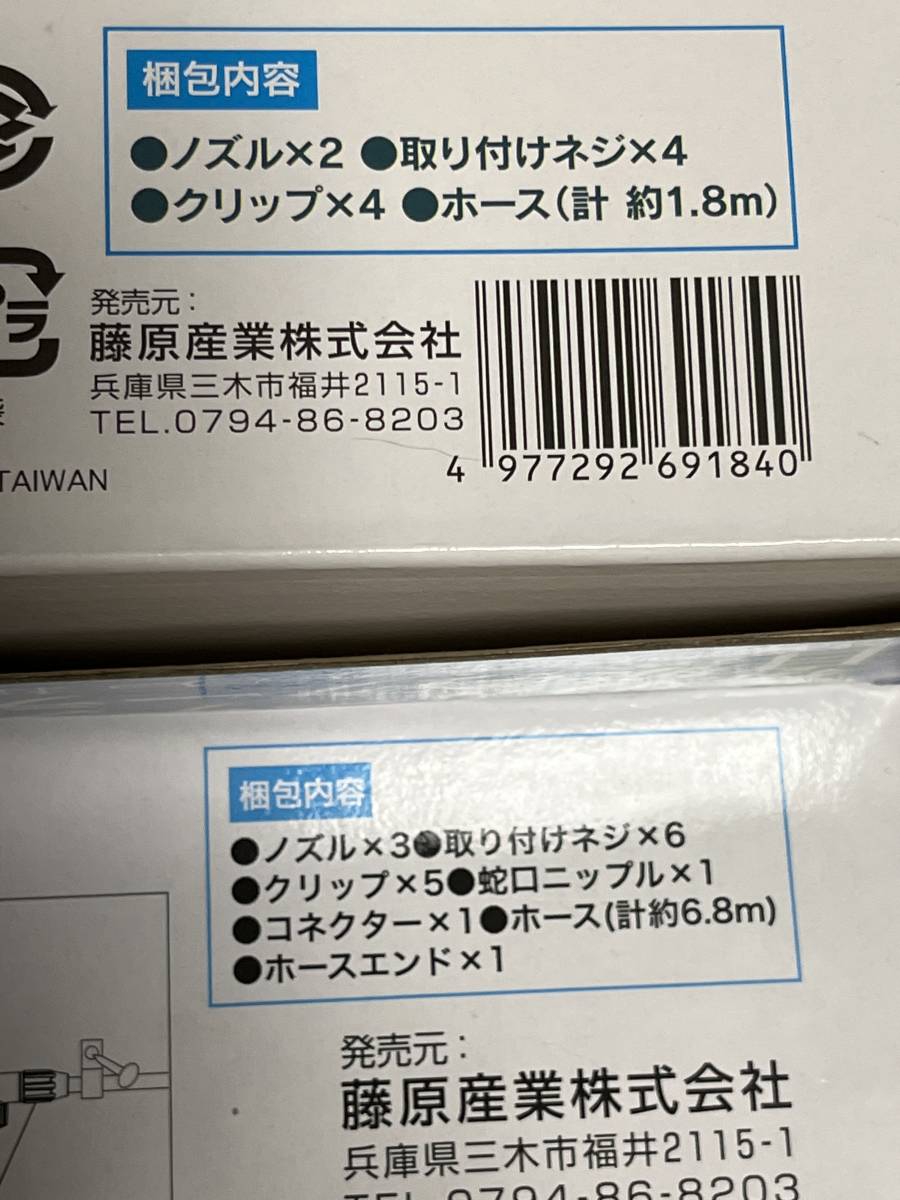 梱包内容
●ノズル×2 ●取り付けネジ×4
●クリップ×4 ●ホース(計 約1.8m)
プラ
発売元:
藤原産業株式会社
兵庫県三木市福井2115-1
TEL.0794-86-8203
TAIWAN
4 977292 691840
梱包内容
●ノズル×3●取り付けネジ×6
●クリップ×5●蛇口ニップル×1
●コネクター×1●ホース(計約6.8m)
●ホースエンド×1
発売元:
藤原産業株式会社
兵庫県三木市福井2115-1
TEL.0794-86-8203